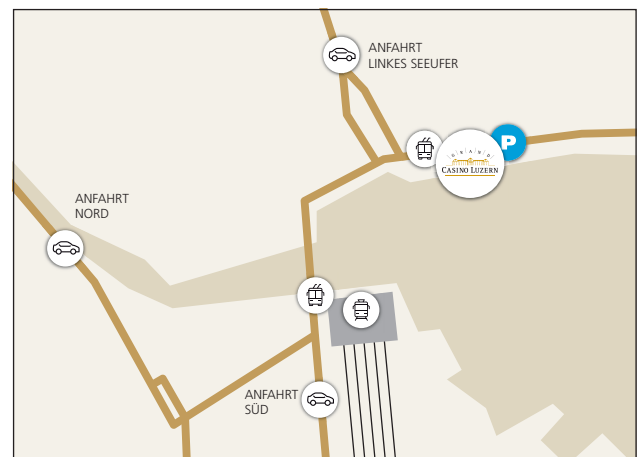 ANFAHRT
LINKES SEEUFER
P
GRAND
CASINO LUZERN
ANFAHRT
NORD
ANFAHRT
SÜD